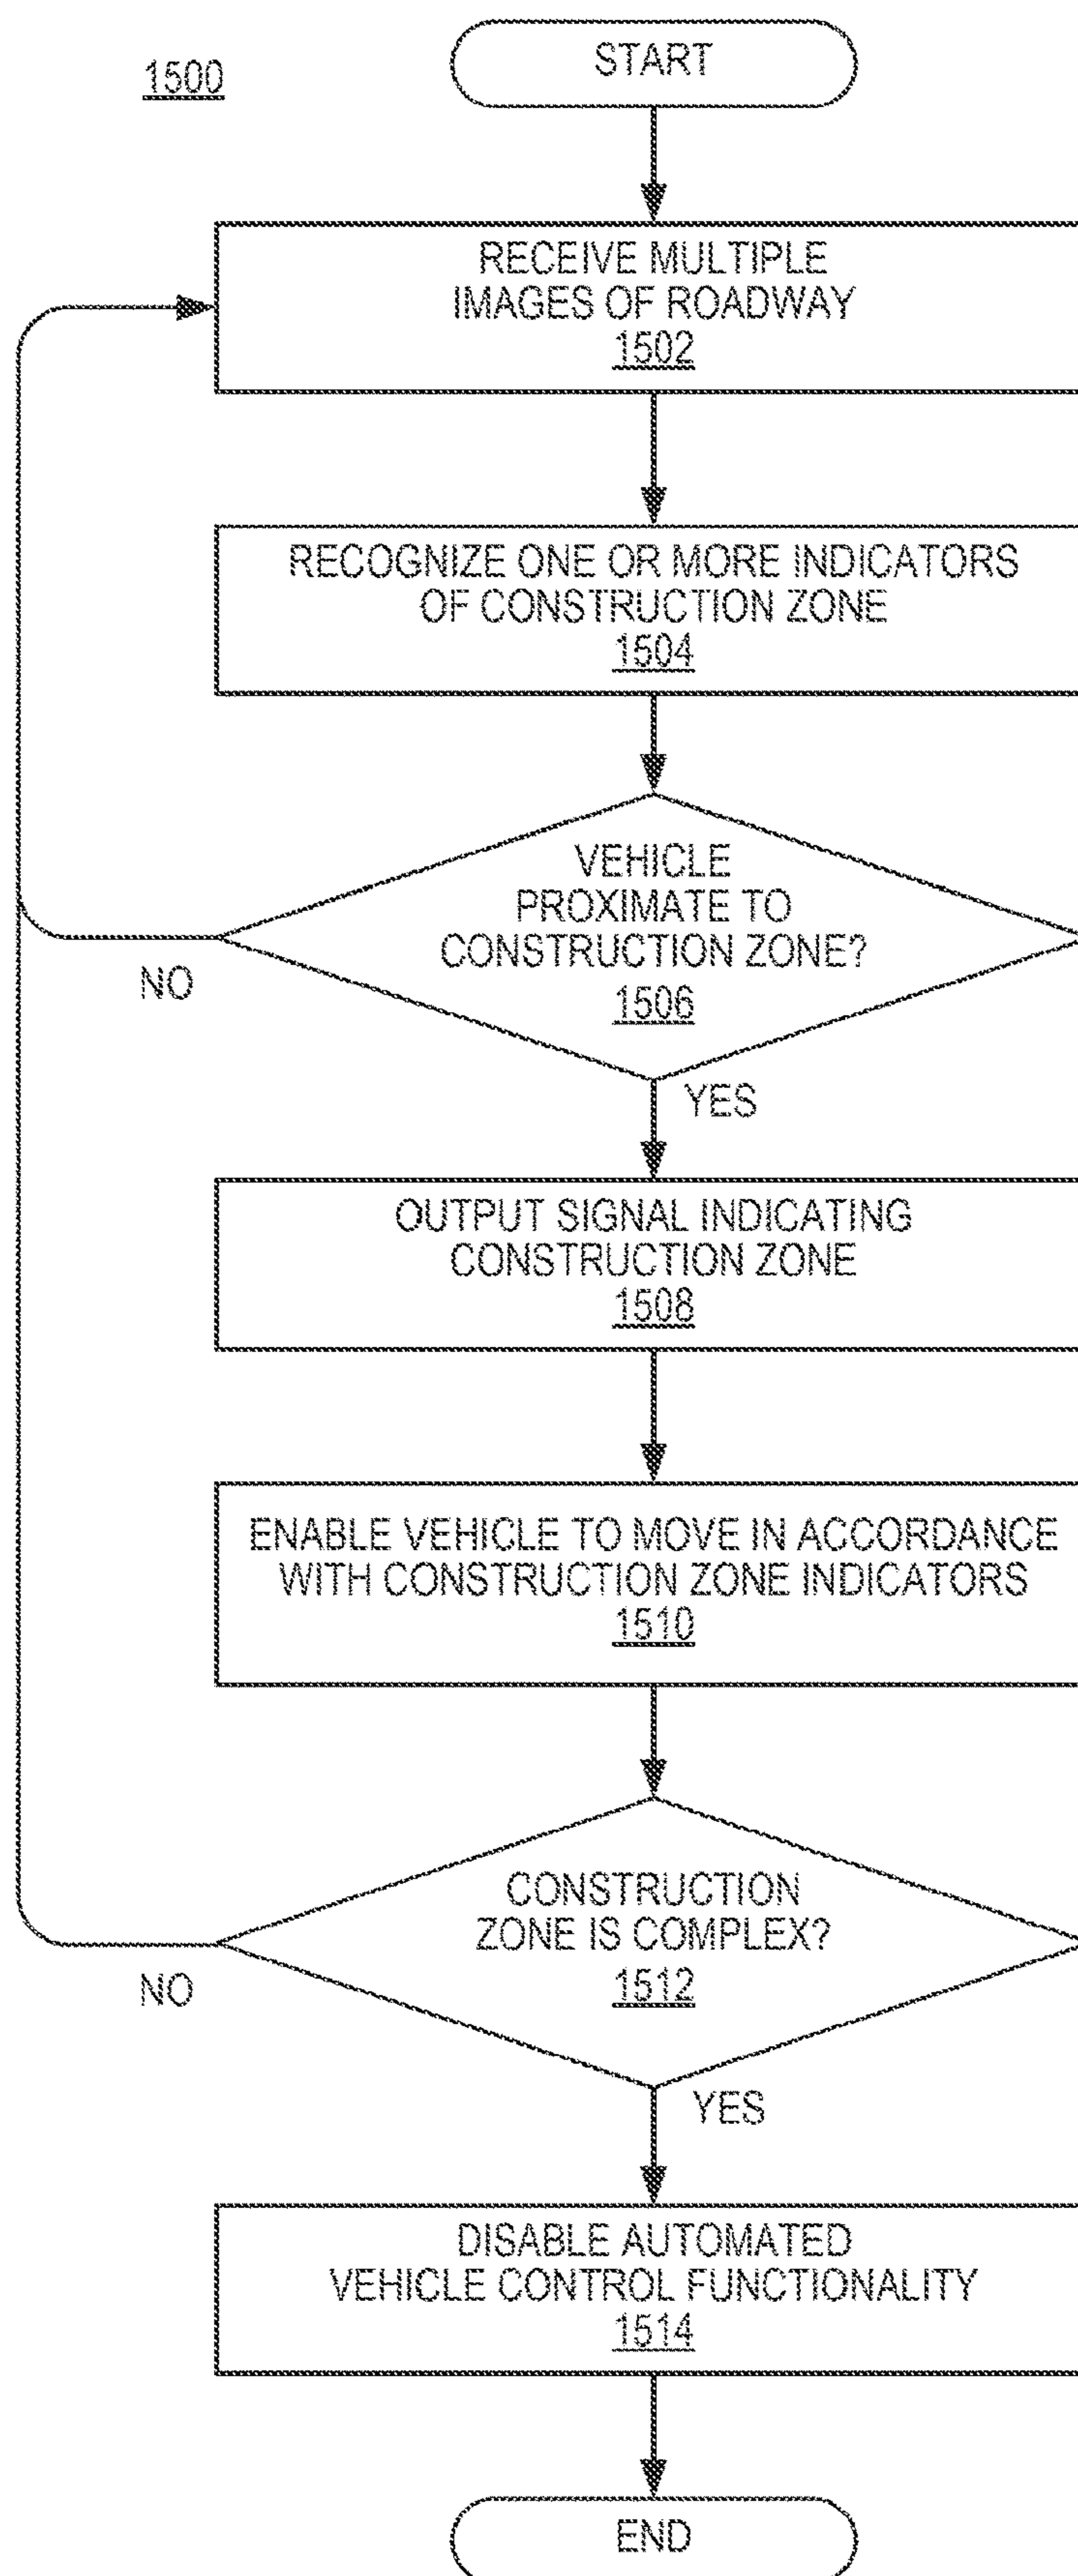 1500
START
RECEIVE MULTIPLE
IMAGES OF ROADWAY
1502
RECOGNIZE ONE OR MORE INDICATORS
OF CONSTRUCTION ZONE
1504
VEHICLE
PROXIMATE TO
CONSTRUCTION ZONE?
1506
NO
YES
OUTPUT SIGNAL INDICATING
CONSTRUCTION ZONE
1508
ENABLE VEHICLE TO MOVE IN ACCORDANCE
WITH CONSTRUCTION ZONE INDICATORS
1510
CONSTRUCTION
ZONE IS COMPLEX?
1512
NO
YES
DISABLE AUTOMATED
VEHICLE CONTROL FUNCTIONALITY
1514
END